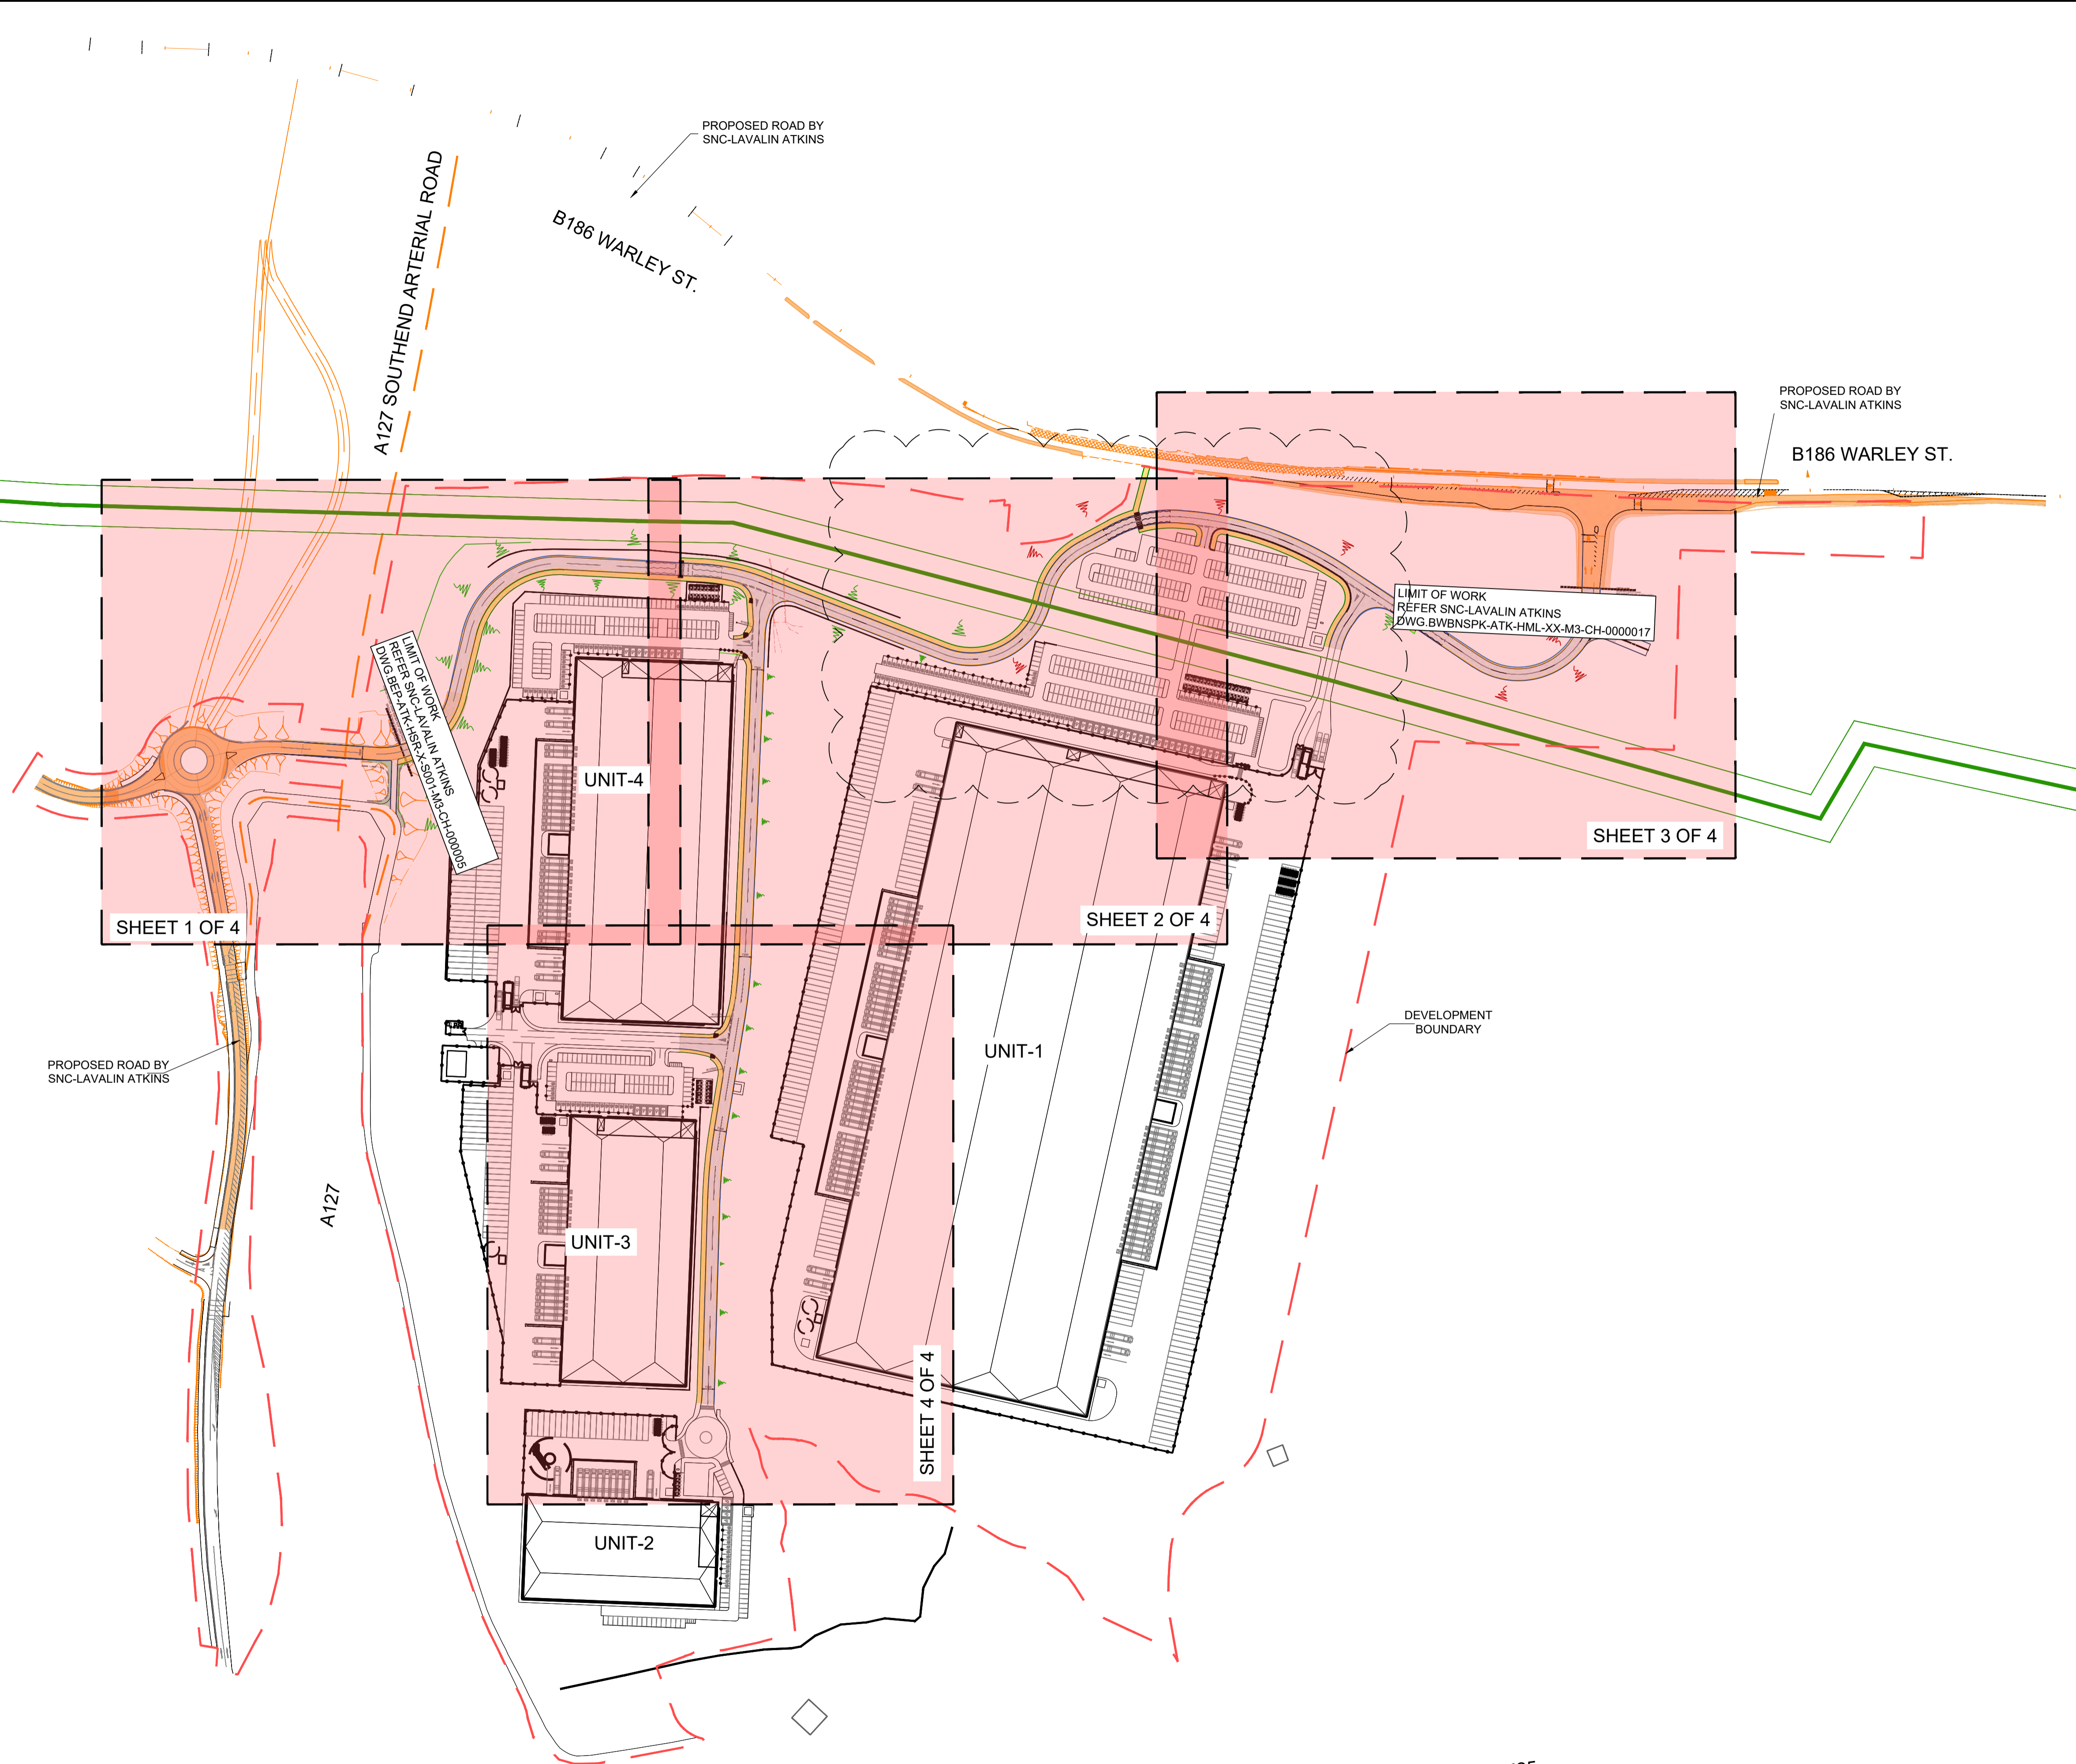 PROPOSED ROAD BY
SNC-LAVALIN ATKINS
A127 SOUTHEND ARTERIAL ROAD
B186 WARLEY ST.
PROPOSED ROAD BY
SNC-LAVALIN ATKINS
B186 WARLEY ST.
LIMIT OF WORK
REFER SNC-LAVALIN ATKINS
DWG.BWBNSPK-ATK-HML-XX-M3-CH-0000017
LIMIT OF WORK
REFER SNC-LAVALIN ATKINS
DWG.BEP-ATK-HSR-X-S001-M3-CH-000005
UNIT-4
SHEET 3 OF 4
SHEET 1 OF 4
SHEET 2 OF 4
DEVELOPMENT
BOUNDARY
UNIT-1
PROPOSED ROAD BY
SNC-LAVALIN ATKINS
A127
UNIT-3
SHEET 4 OF 4
UNIT-2